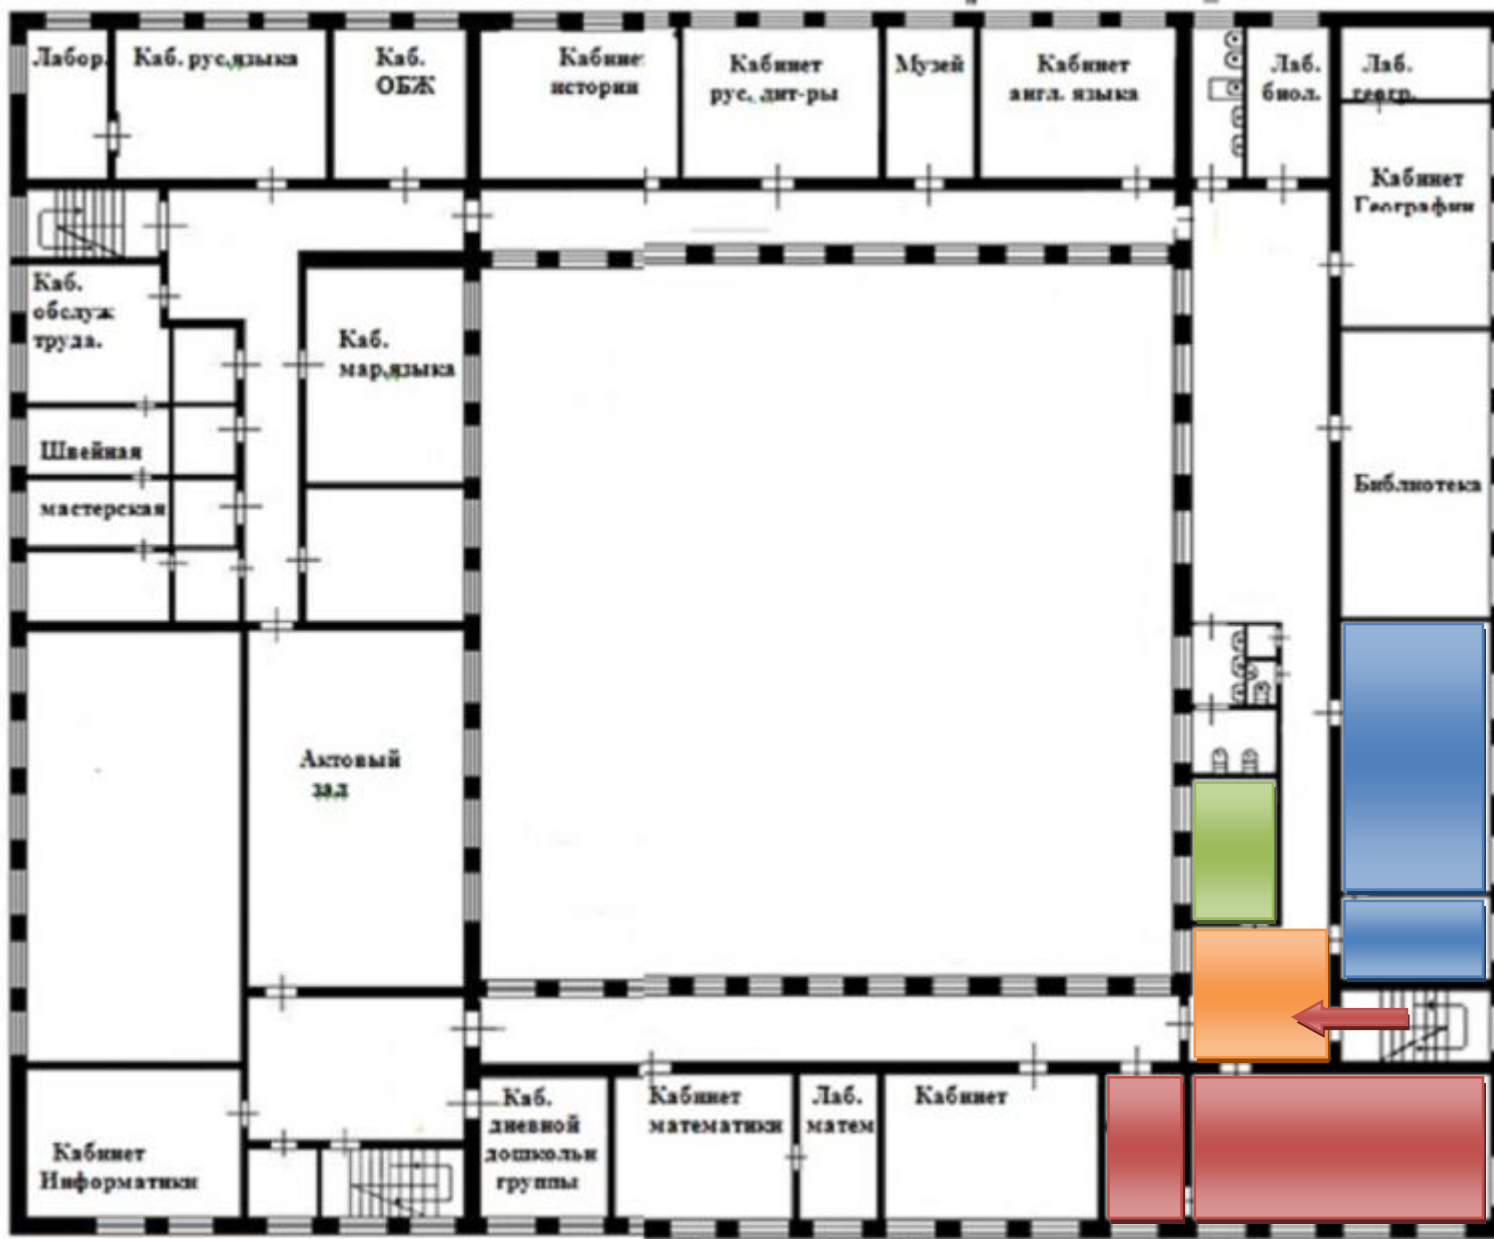 Лабор.
Каб. рус.языка
Каб.
ОБЖ
Кабинет
истории
Кабинет
рус. лит-ры
Музей
Кабинет
англ. языка
Лаб.
биол.
Лаб.
геогр.
Кабинет
Географии
Каб.
обслуж
труда.
Каб.
мар.языка
Швейная
мастерская
Библиотека
Актовый
зал
Кабинет
Информатики
Каб.
дневной
дошкольн
группы
Кабинет
математики
Лаб.
матем
Кабинет